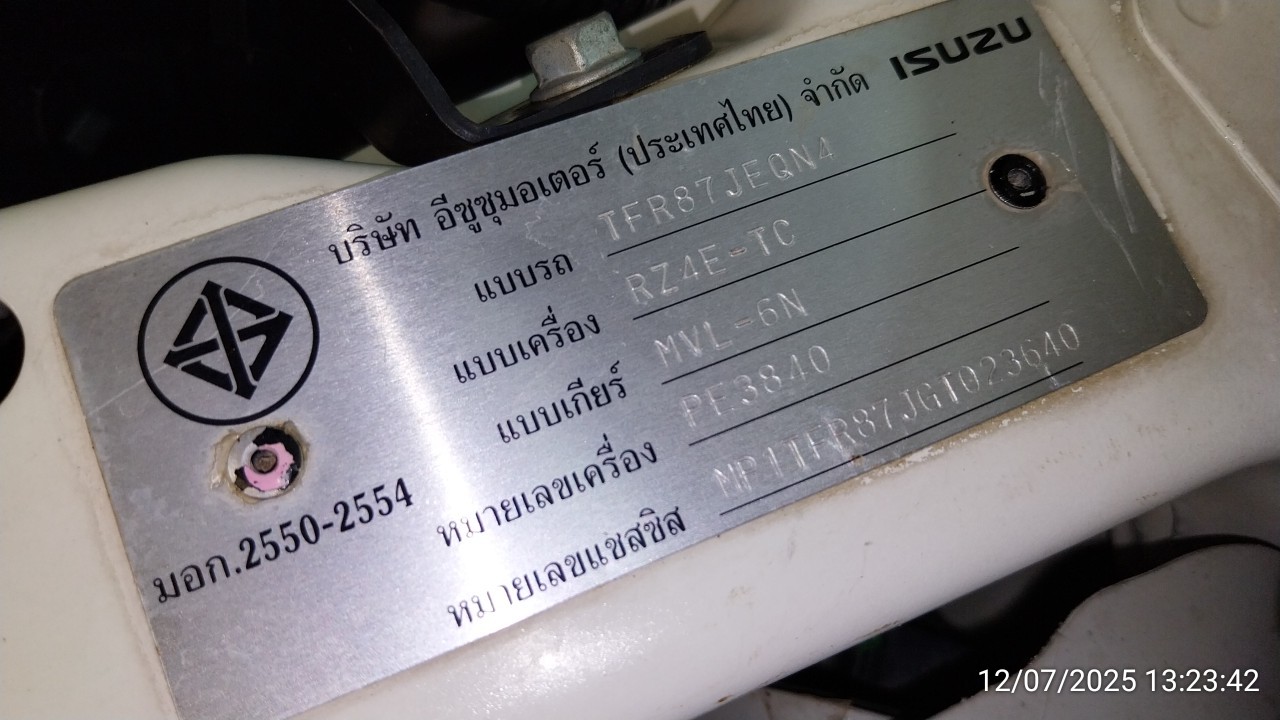 ISUZU
บริษัท อีซูซุมอเตอร์ (ประเทศไทย) จำกัด
แบบรถ TFR87JEQN4
แบบเครื่อง RZ4E-TC
แบบเกียร์ MVL-6N
หมายเลขเครื่อง PE3840
หมายเลขแชสซิส MP1TFR87JGT023640
มอก.2550-2554
12/07/2025 13:23:42